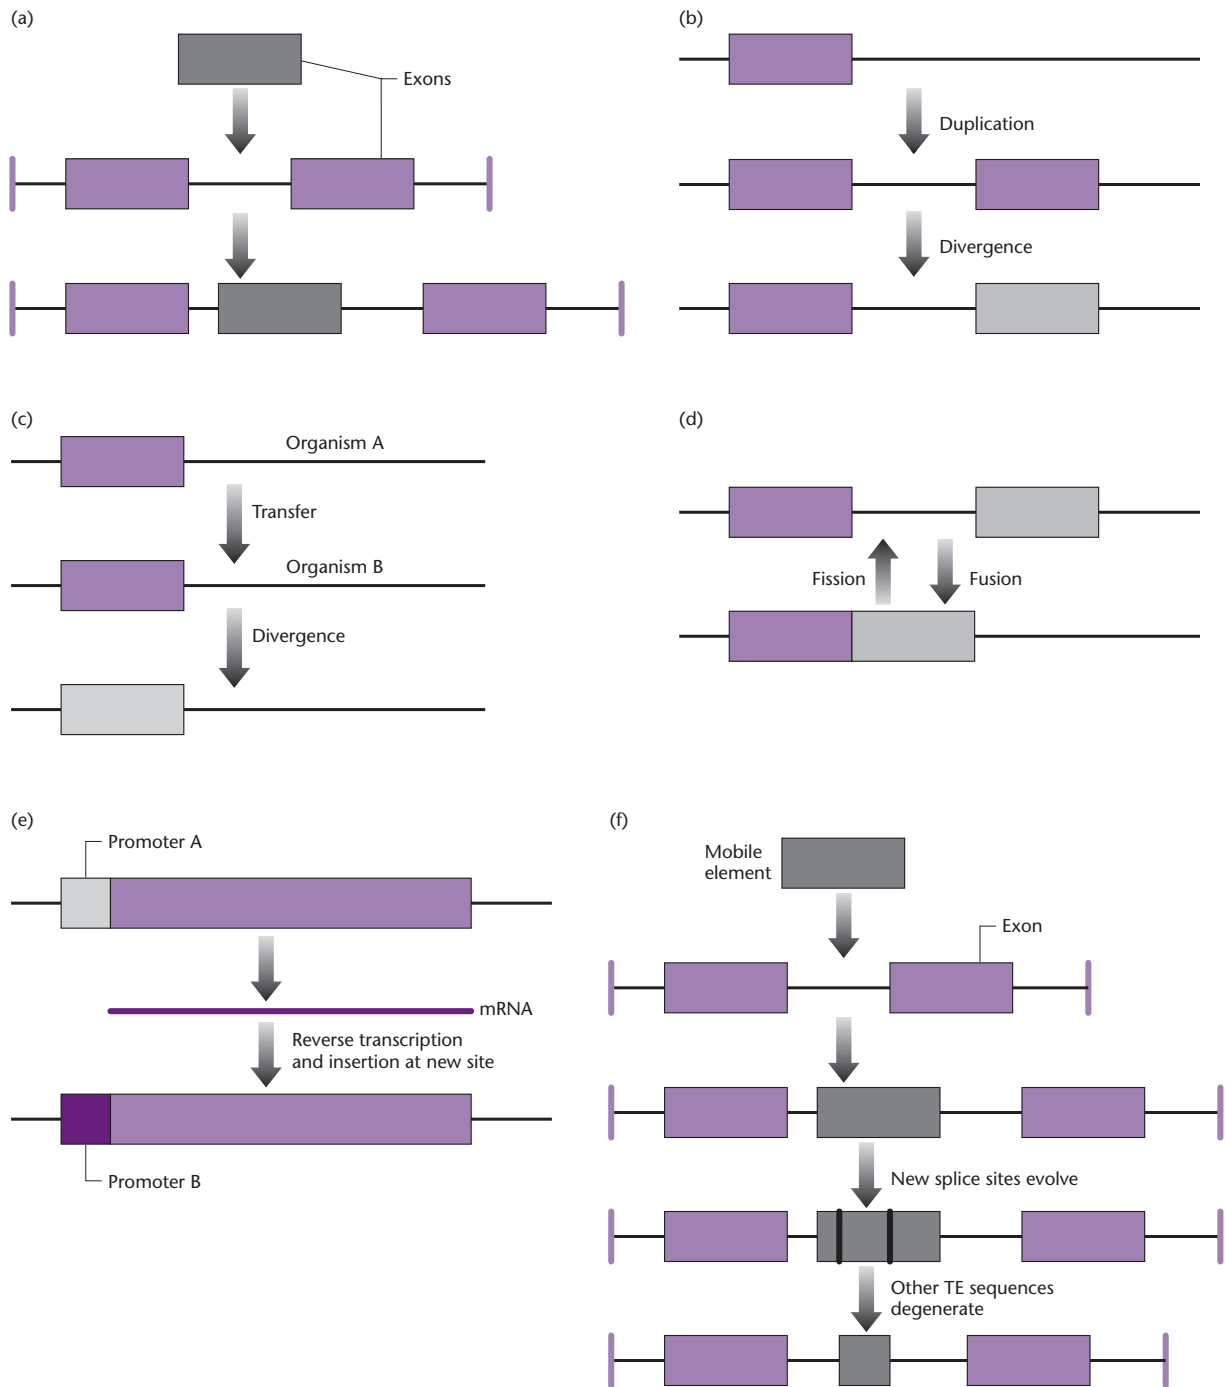 (a)
Exons
(b)
Duplication
Divergence
(c)
Organism A
Transfer
Organism B
Divergence
(d)
Fission
Fusion
(e)
Promoter A
mRNA
Reverse transcription
and insertion at new site
Promoter B
(f)
Mobile
element
Exon
New splice sites evolve
Other TE sequences
degenerate